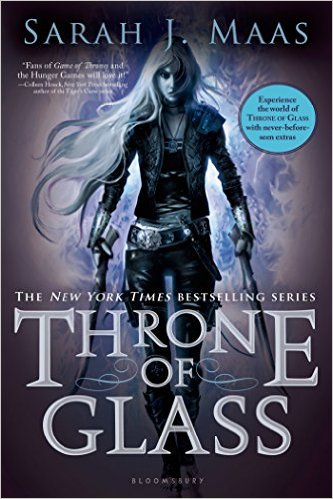 SARAH J. MAAS
"Fans of Game of Thrones and
the Hunger Games will love it!"
—Colleen Houck, New York Times bestselling
author of the Tiger's Curse series
Experience
the world of
THRONE OF GLASS
with never-before-
seen extras
THE NEW YORK TIMES BESTSELLING SERIES
THRONE
OF
GLASS
BLOOMSBURY